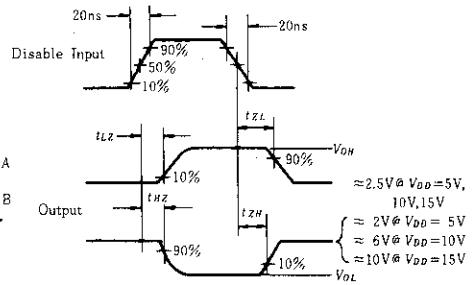 20ns
20ns
Disable Input
90%
50%
10%
tLZ
tZL
VOH
A
10%
90%
≈2.5V@ VDD=5V,
10V,15V
B
Output
tHZ
tZH
≈ 2V@ VDD = 5V
≈ 6V@ VDD=10V
≈10V@ VDD=15V
90%
10%
VOL